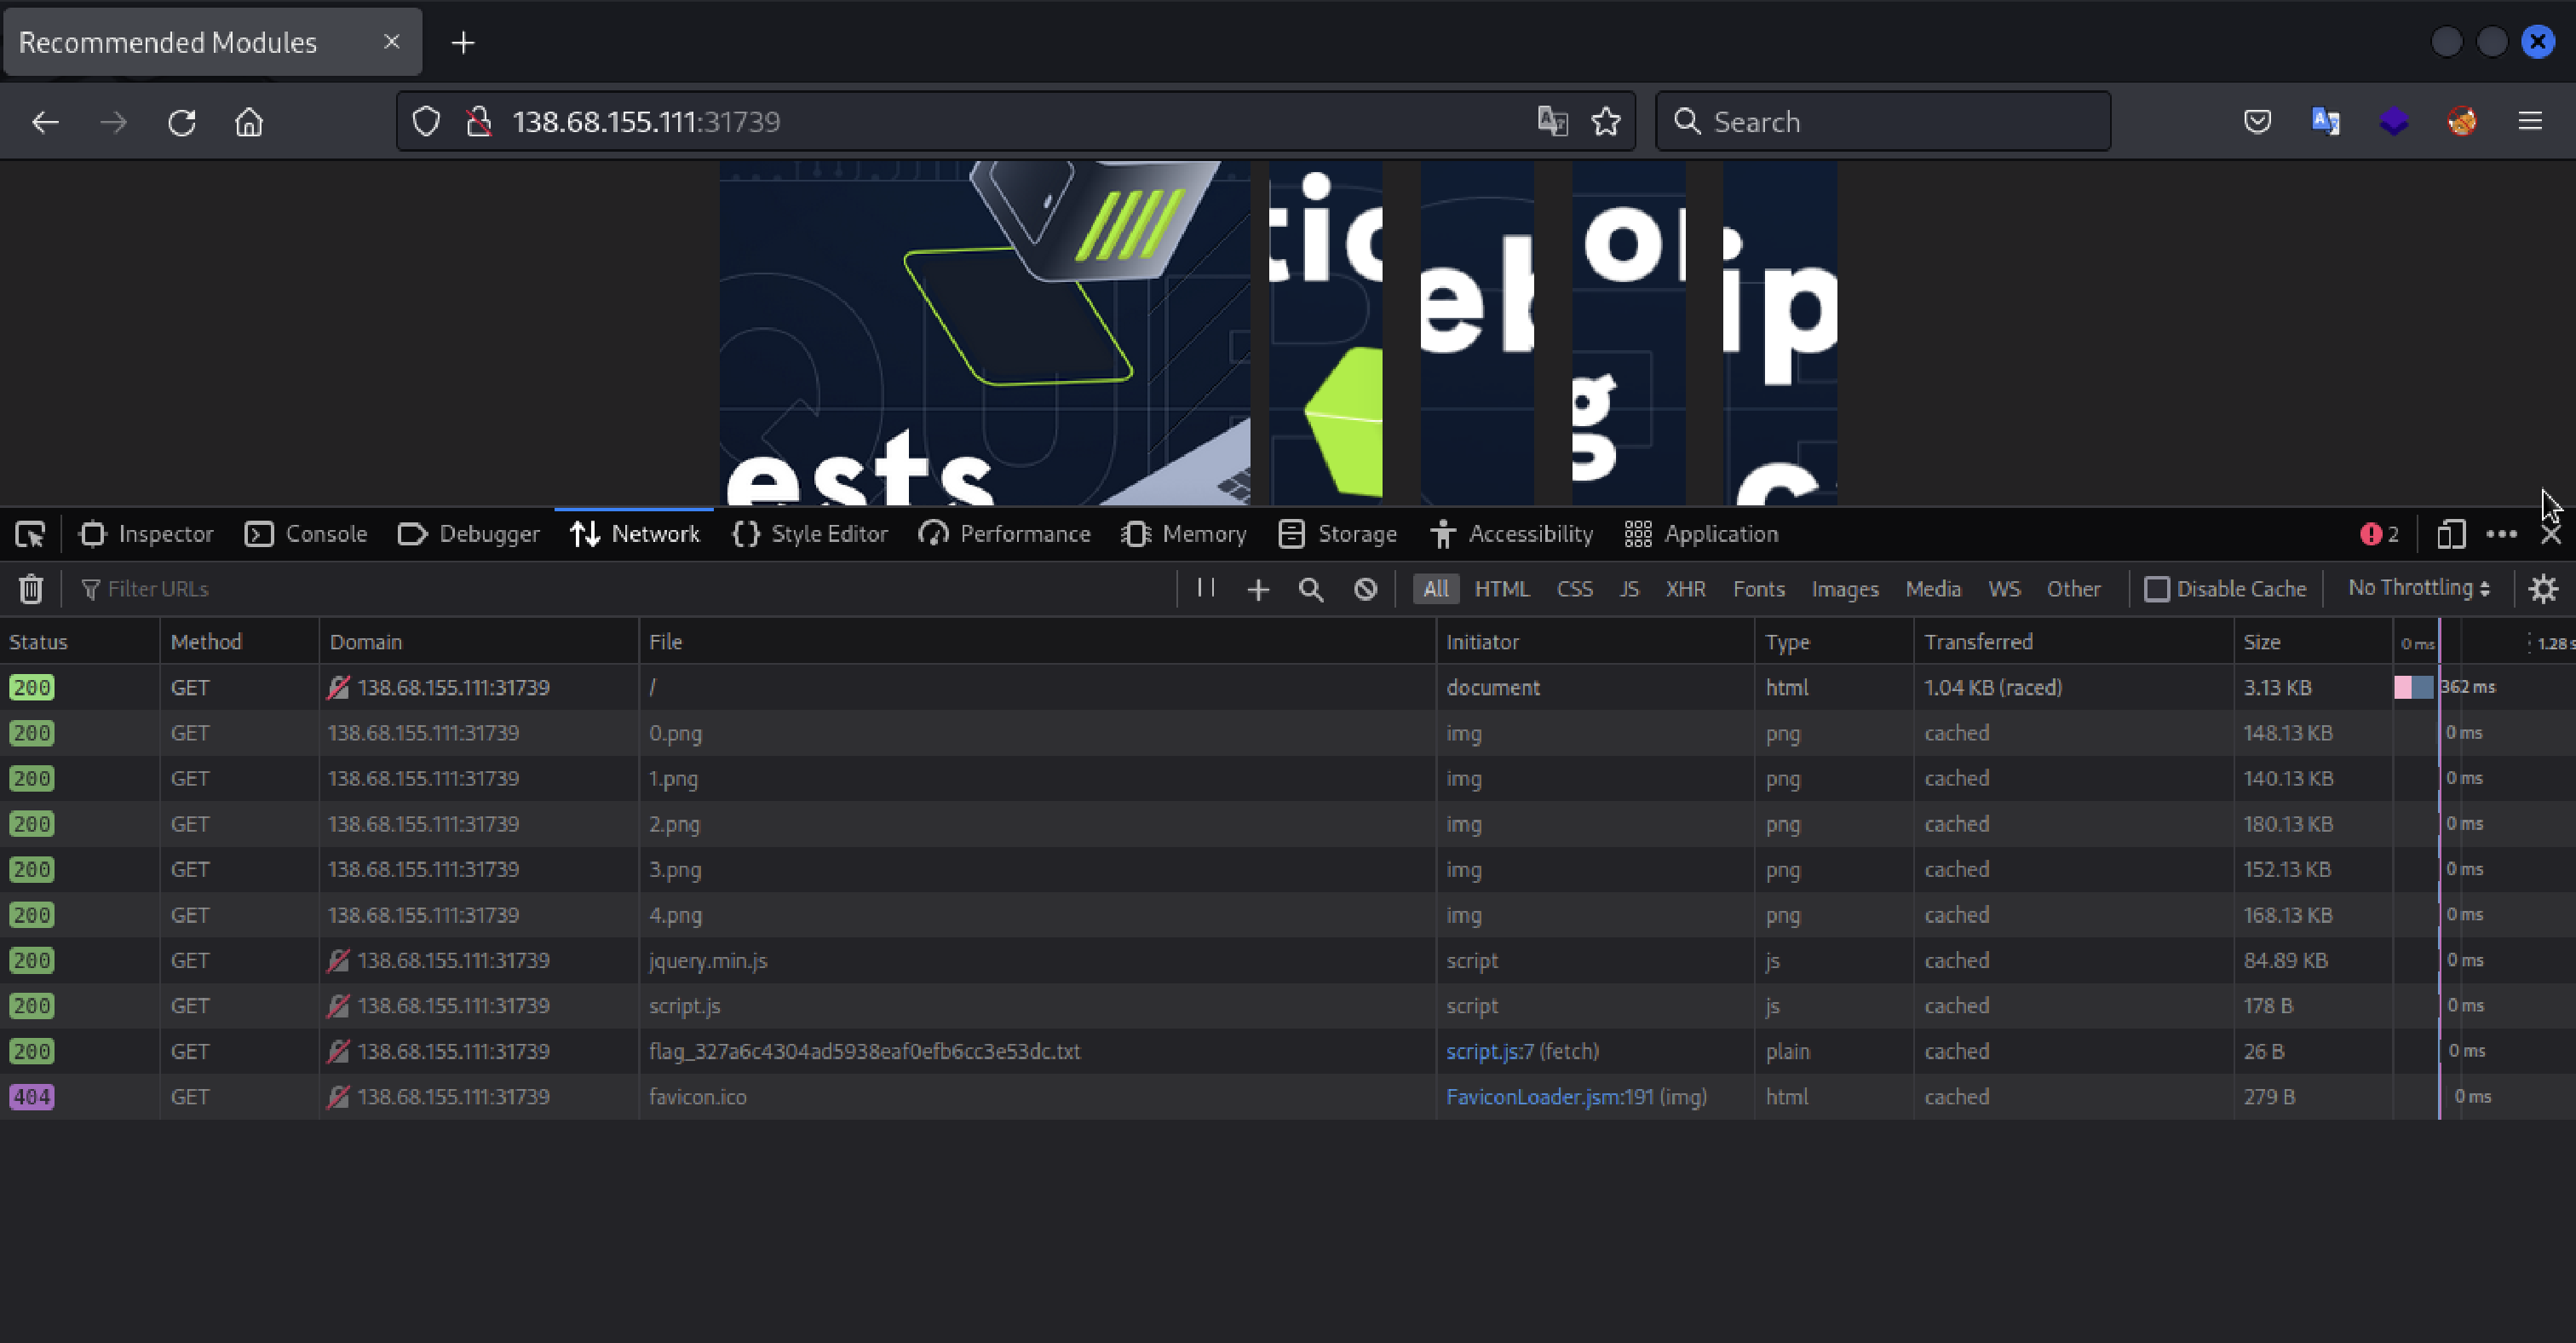 Recommended Modules
138.68.155.111:31739
Search
tic
eb
o
ip
g
ests
c
Inspector Console Debugger Network Style Editor Performance Memory Storage Accessibility Application 2
Filter URLs All HTML CSS JS XHR Fonts Images Media WS Other Disable Cache No Throttling
Status Method Domain File Initiator Type Transferred Size 0 ms 1.28 s
200 GET 138.68.155.111:31739 / document html 1.04 KB (raced) 3.13 KB 362 ms
200 GET 138.68.155.111:31739 0.png img png cached 148.13 KB 0 ms
200 GET 138.68.155.111:31739 1.png img png cached 140.13 KB 0 ms
200 GET 138.68.155.111:31739 2.png img png cached 180.13 KB 0 ms
200 GET 138.68.155.111:31739 3.png img png cached 152.13 KB 0 ms
200 GET 138.68.155.111:31739 4.png img png cached 168.13 KB 0 ms
200 GET 138.68.155.111:31739 jquery.min.js script js cached 84.89 KB 0 ms
200 GET 138.68.155.111:31739 script.js script js cached 178 B 0 ms
200 GET 138.68.155.111:31739 flag_327a6c4304ad5938eaf0efb6cc3e53dc.txt script.js:7 (fetch) plain cached 26 B 0 ms
404 GET 138.68.155.111:31739 favicon.ico FaviconLoader.jsm:191 (img) html cached 279 B 0 ms